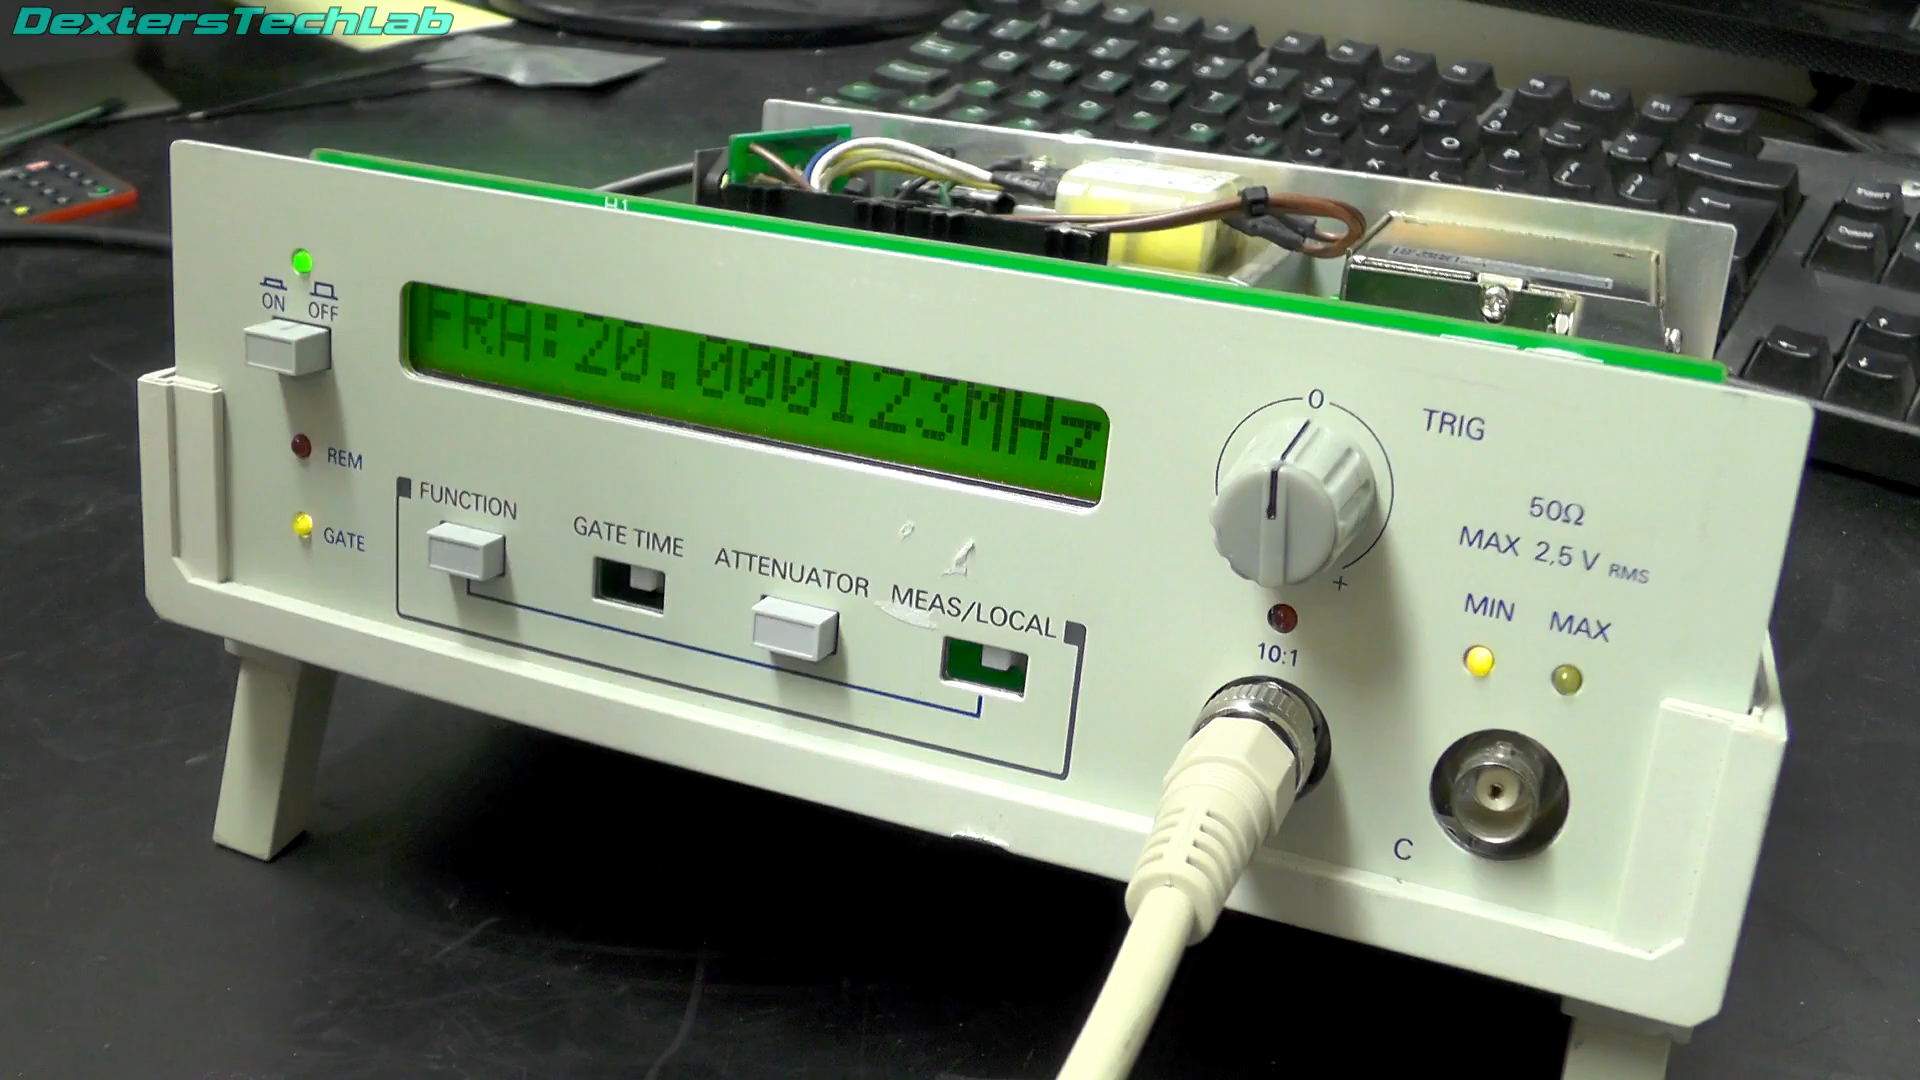 DextersTechLab
H1
ON OFF
FRA:20.000123MHz
REM
GATE
FUNCTION
GATE TIME
ATTENUATOR
MEAS/LOCAL
0
TRIG
+
10:1
50Ω
MAX 2,5 V RMS
MIN MAX
C